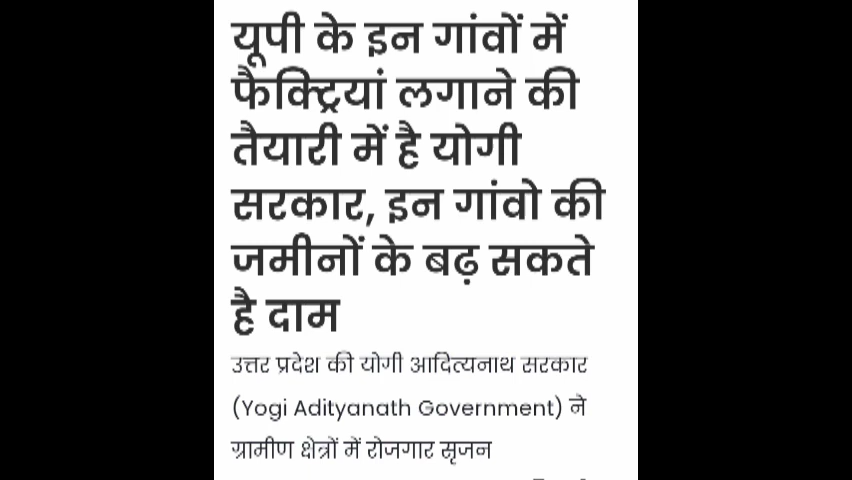 यूपी के इन गांवों में
फैक्ट्रियां लगाने की
तैयारी में है योगी
सरकार, इन गांवो की
जमीनों के बढ़ सकते
है दाम
उत्तर प्रदेश की योगी आदित्यनाथ सरकार
(Yogi Adityanath Government) ने
ग्रामीण क्षेत्रों में रोजगार सृजन